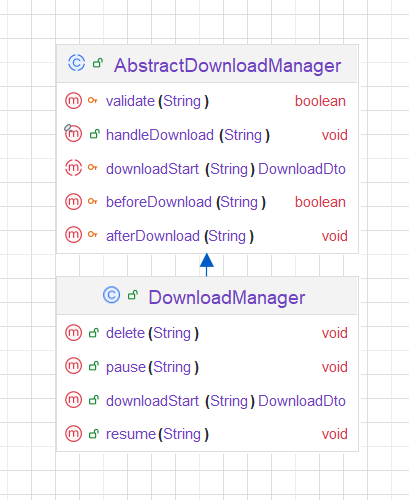 AbstractDownloadManager
validate(String) boolean
handleDownload (String) void
downloadStart (String) DownloadDto
beforeDownload (String) boolean
afterDownload (String) void
DownloadManager
delete(String) void
pause(String) void
downloadStart (String) DownloadDto
resume(String) void